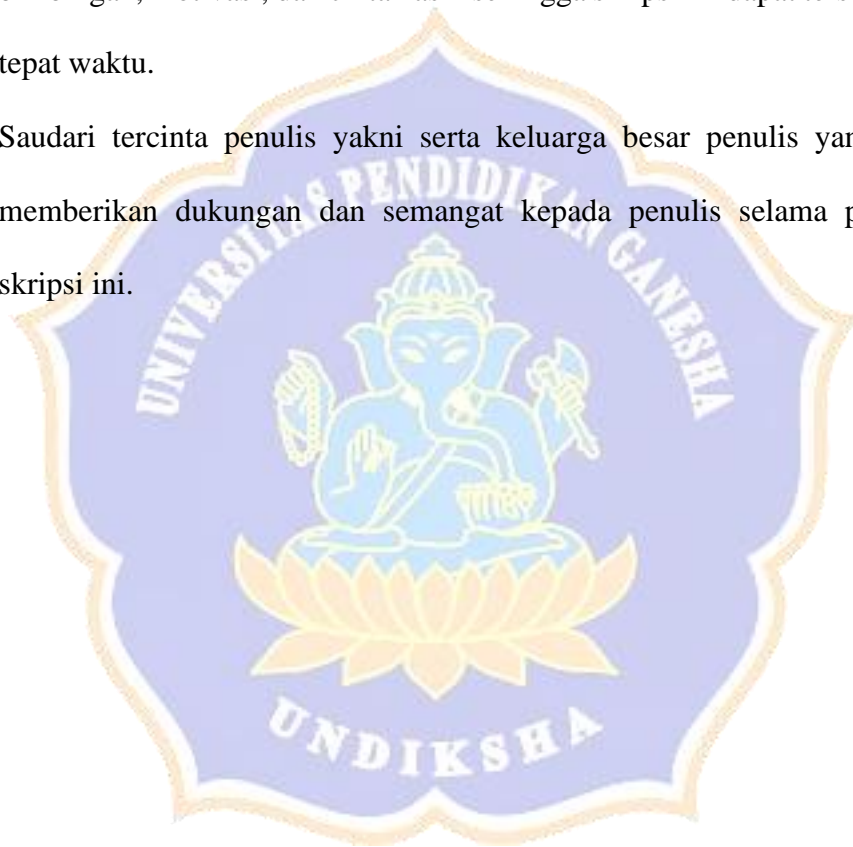 tepat waktu.
Saudari tercinta penulis yakni serta keluarga besar penulis
memberikan dukungan dan semangat kepada penulis selama
skripsi ini.
UNIVERSITAS PENDIDIKAN GANESHA
UNDIKSHA